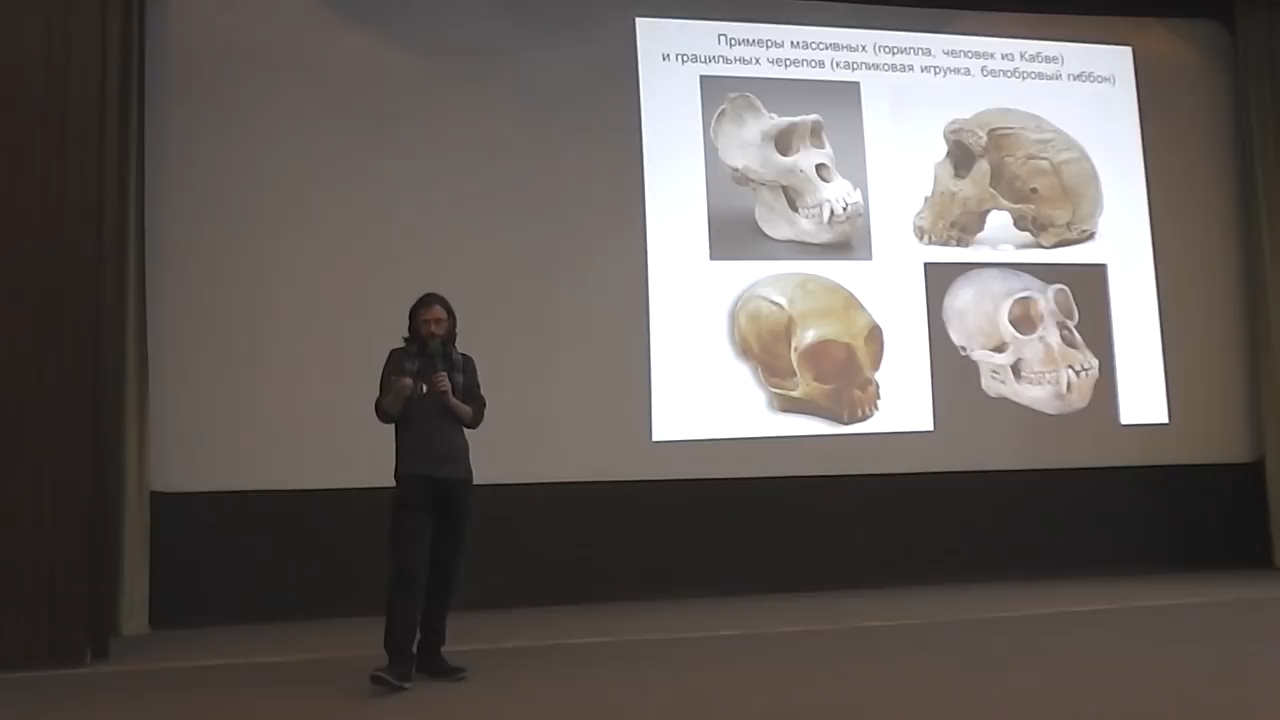 Примеры массивных (горилла, человек из Кабве)
и грацильных черепов (карликовая игрунка, белобровый гиббон)